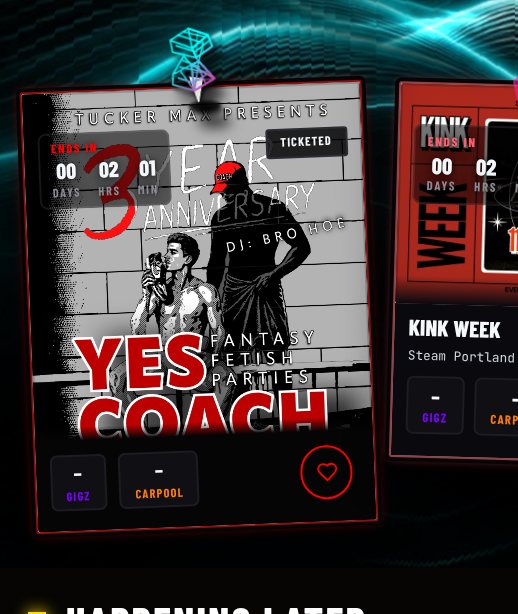 TUCKER MAX PRESENTS
ENDS IN
00 02 01
DAYS HRS MIN
TICKETED
3 YEAR
COACH
ANNIVERSARY
DJ: BRO HOE
YES
FANTASY
FETISH
PARTIES
COACH
- -
GIGZ CARPOOL
KINK
ENDS IN
00 02
DAYS HRS
WEEK
KINK WEEK
Steam Portland
- -
GIGZ CARP
HAPPENING LATER